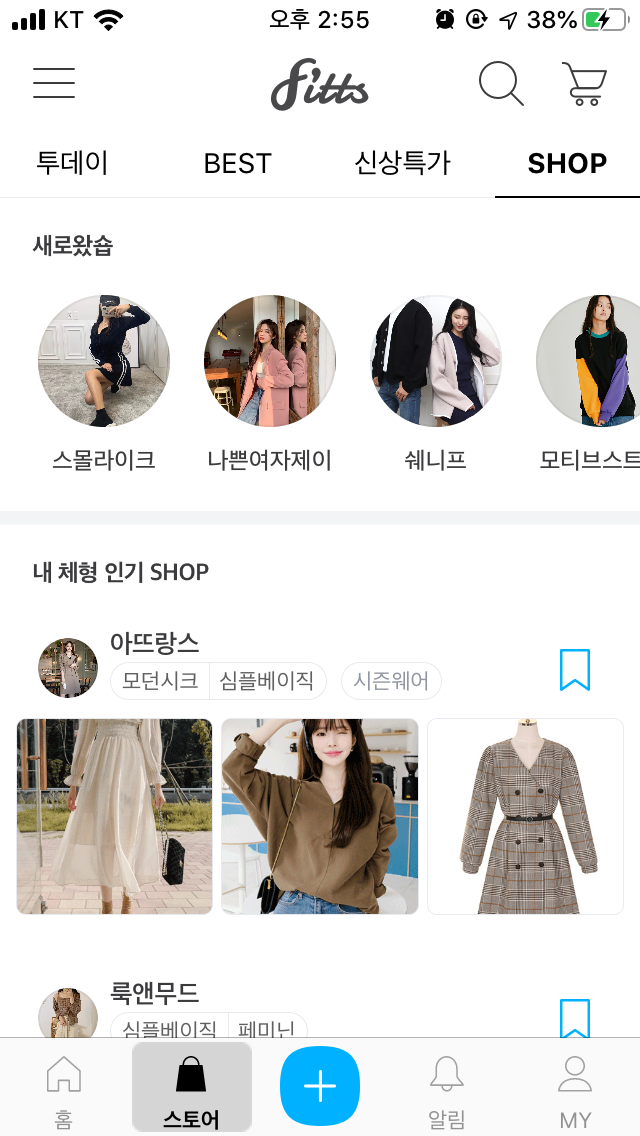 KT 오후 2:55 38%
Fitts
투데이 BEST 신상특가 SHOP
새로왔숍
스몰라이크 나쁜여자제이 쉐니프 모티브스트
내 체형 인기 SHOP
아뜨랑스
모던시크 심플베이직 시즌웨어
룩앤무드
심플베이직 페미닌
홈 스토어 알림 MY